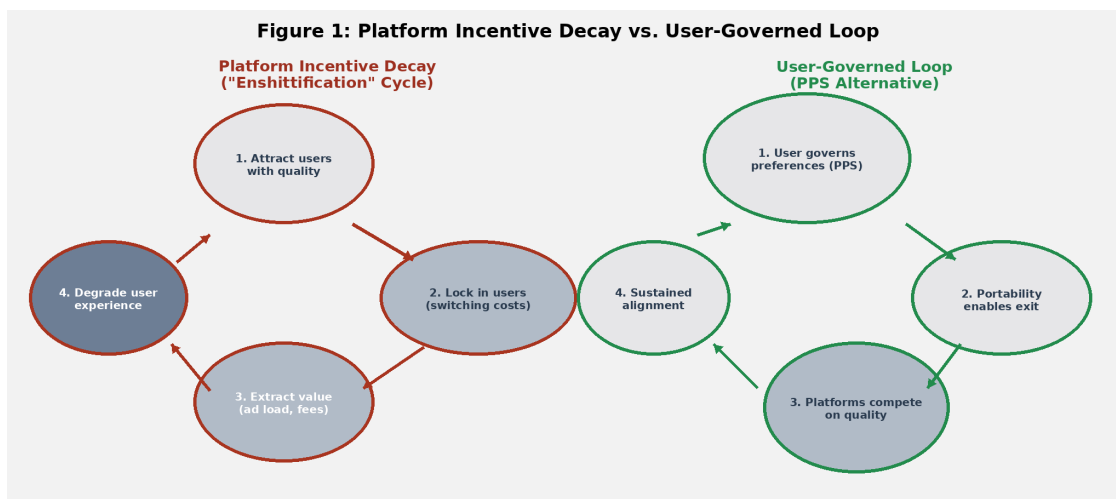 Figure 1: Platform Incentive Decay vs. User-Governed Loop
Platform Incentive Decay
("Enshittification" Cycle)
1. Attract users
with quality
2. Lock in users
(switching costs)
3. Extract value
(ad load, fees)
4. Degrade user
experience
User-Governed Loop
(PPS Alternative)
1. User governs
preferences (PPS)
2. Portability
enables exit
3. Platforms compete
on quality
4. Sustained
alignment